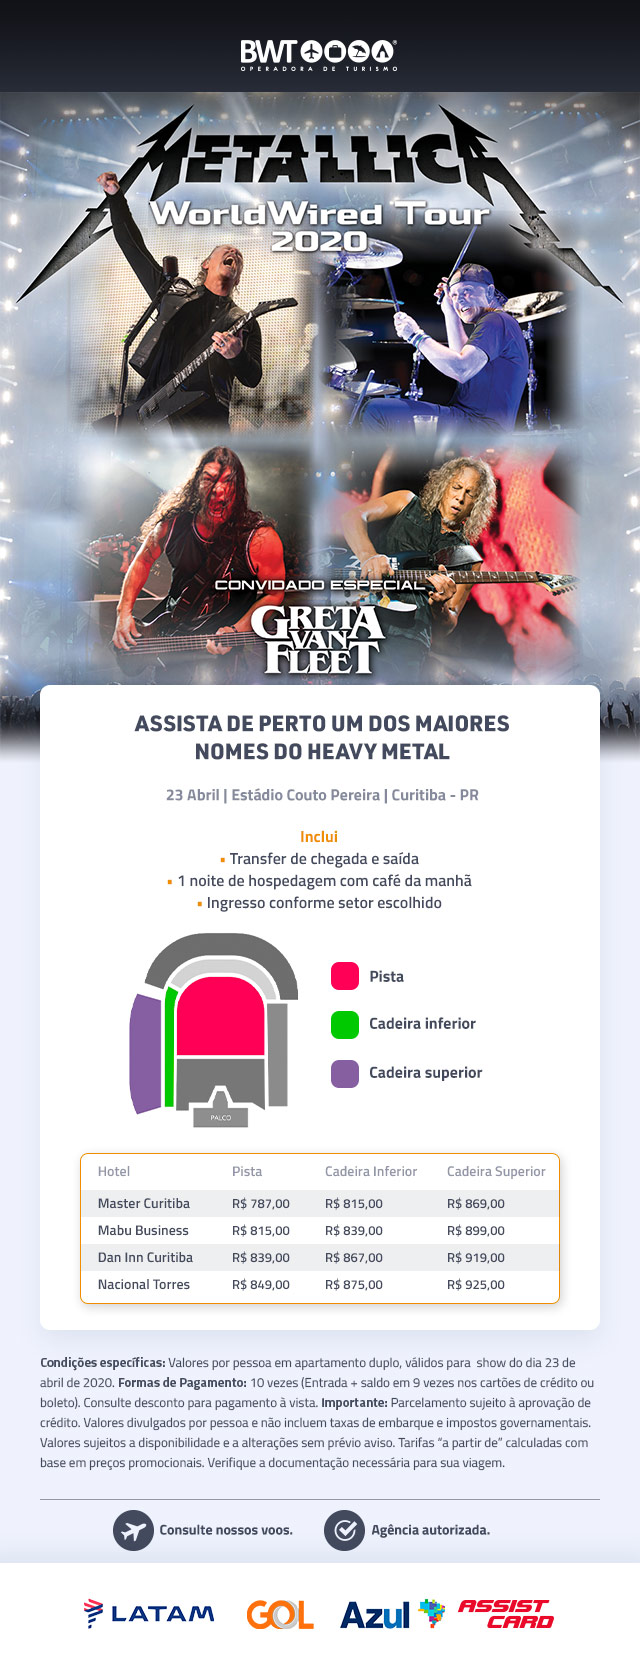 BWT
OPERADORA DE TURISMO
METALLICA
WorldWired Tour
2020
CONVIDADO ESPECIAL
GRETA
VAN
FLEET
ASSISTA DE PERTO UM DOS MAIORES
NOMES DO HEAVY METAL
23 Abril | Estádio Couto Pereira | Curitiba - PR
Inclui
• Transfer de chegada e saída
• 1 noite de hospedagem com café da manhã
• Ingresso conforme setor escolhido
Pista
Cadeira inferior
Cadeira superior
PALCO
Hotel Pista Cadeira Inferior Cadeira Superior
Master Curitiba R$ 787,00 R$ 815,00 R$ 869,00
Mabu Business R$ 815,00 R$ 839,00 R$ 899,00
Dan Inn Curitiba R$ 839,00 R$ 867,00 R$ 919,00
Nacional Torres R$ 849,00 R$ 875,00 R$ 925,00
Condições específicas: Valores por pessoa em apartamento duplo, válidos para show do dia 23 de
abril de 2020. Formas de Pagamento: 10 vezes (Entrada + saldo em 9 vezes nos cartões de crédito ou
boleto). Consulte desconto para pagamento à vista. Importante: Parcelamento sujeito à aprovação de
crédito. Valores divulgados por pessoa e não incluem taxas de embarque e impostos governamentais.
Valores sujeitos a disponibilidade e a alterações sem prévio aviso. Tarifas “a partir de” calculadas com
base em preços promocionais. Verifique a documentação necessária para sua viagem.
Consulte nossos voos. Agência autorizada.
LATAM GOL Azul ASSIST
CARD